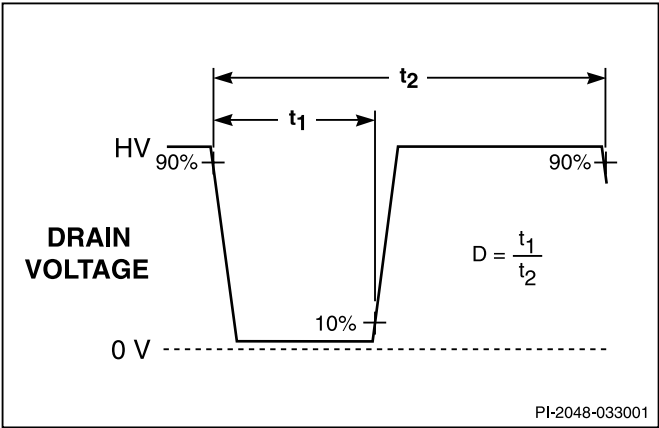 t2
t1
HV
90%
90%
DRAIN
VOLTAGE
D = t1/t2
10%
0 V
PI-2048-033001